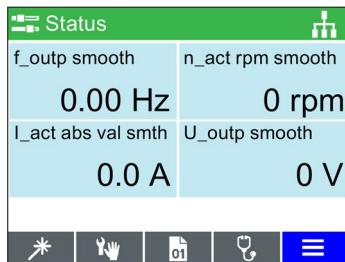 Status
f_outp smooth
n_act rpm smooth
0.00 Hz
0 rpm
I_act abs val smth
U_outp smooth
0.0 A
0 V
01